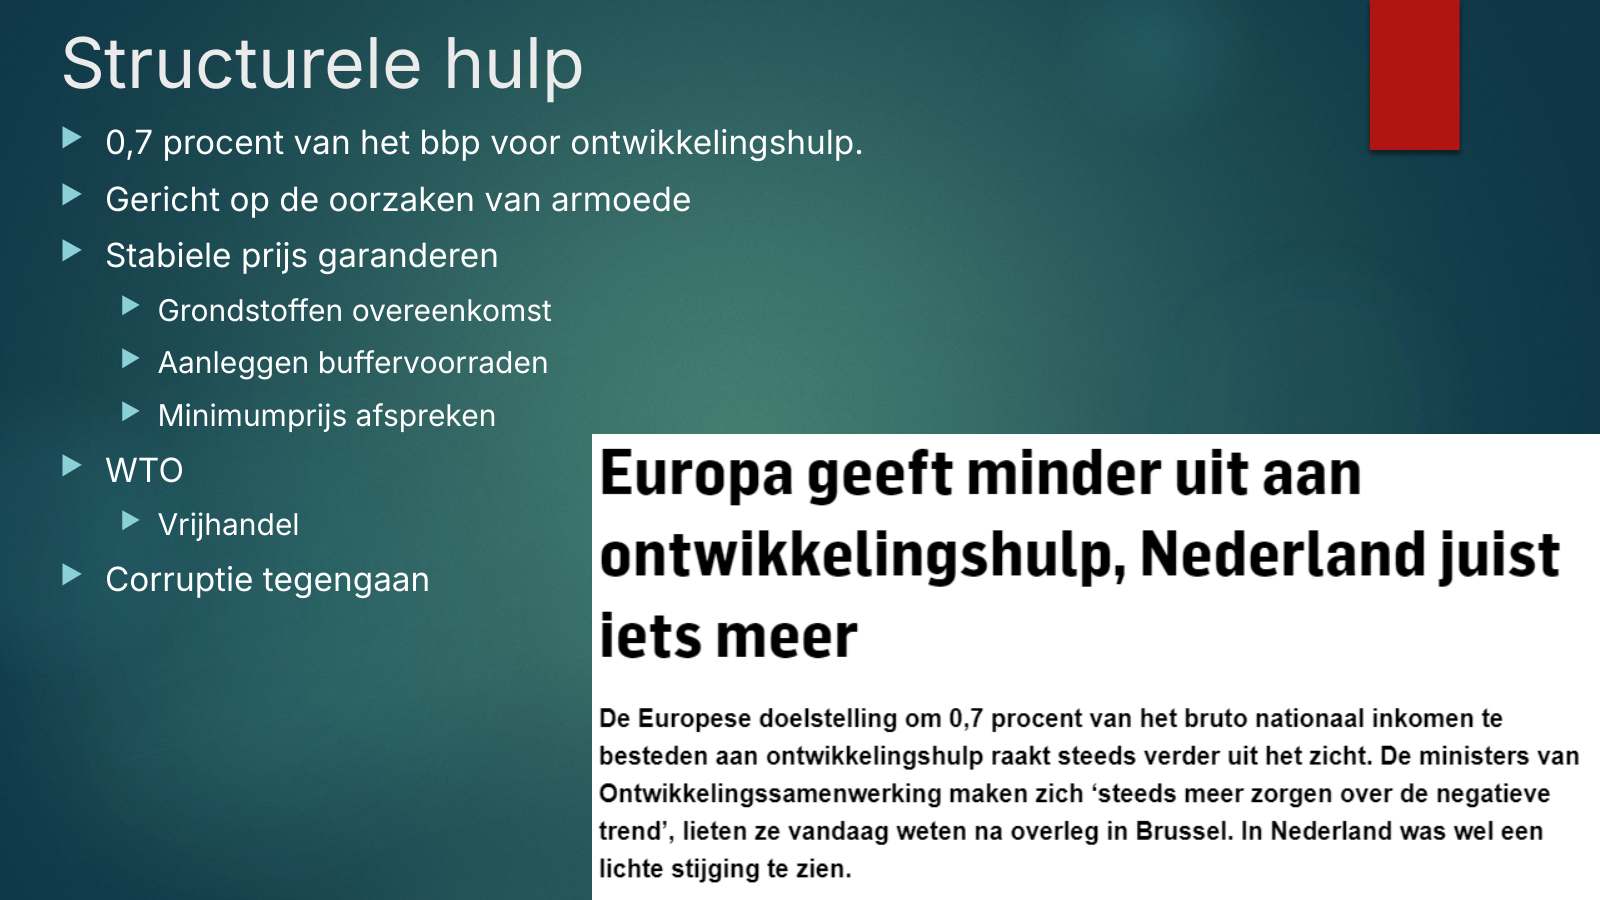 Structurele hulp
0,7 procent van het bbp voor ontwikkelingshulp.
Gericht op de oorzaken van armoede
Stabiele prijs garanderen
Grondstoffen overeenkomst
Aanleggen buffervoorraden
Minimumprijs afspreken
WTO
Vrijhandel
Corruptie tegengaan
Europa geeft minder uit aan
ontwikkelingshulp, Nederland juist
iets meer
De Europese doelstelling om 0,7 procent van het bruto nationaal inkomen te
besteden aan ontwikkelingshulp raakt steeds verder uit het zicht. De ministers van
Ontwikkelingssamenwerking maken zich ‘steeds meer zorgen over de negatieve
trend’, lieten ze vandaag weten na overleg in Brussel. In Nederland was wel een
lichte stijging te zien.